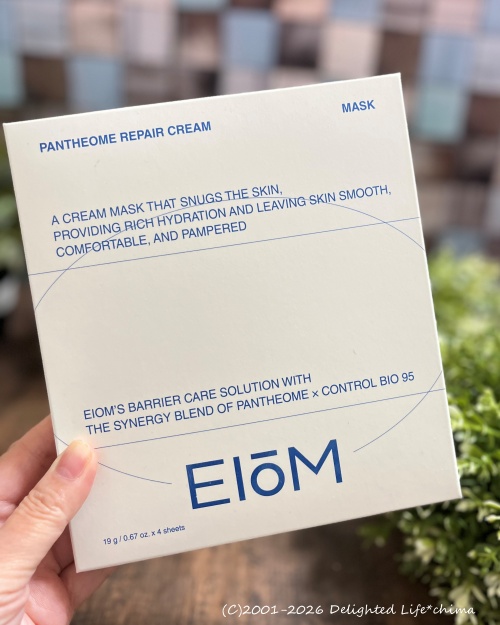 PANTHEOME REPAIR CREAM
MASK
A CREAM MASK THAT SNUGS THE SKIN,
PROVIDING RICH HYDRATION AND LEAVING SKIN SMOOTH,
COMFORTABLE, AND PAMPERED
EIOM'S BARRIER CARE SOLUTION WITH
THE SYNERGY BLEND OF PANTHEOME × CONTROL BIO 95
EIōM
19 g / 0.67 oz. x 4 sheets
(C)2001-2026 Delighted Life*chima